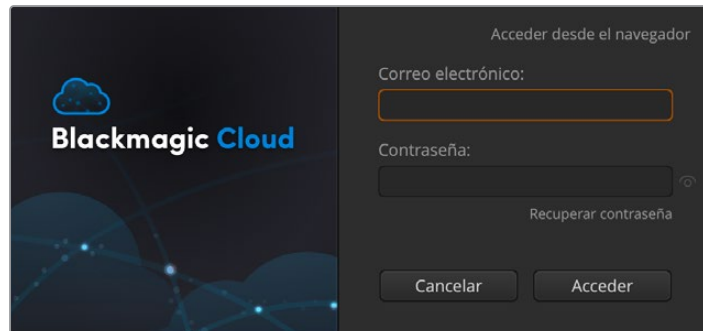 Blackmagic Cloud
Acceder desde el navegador
Correo electrónico:
Contraseña:
Recuperar contraseña
Cancelar
Acceder